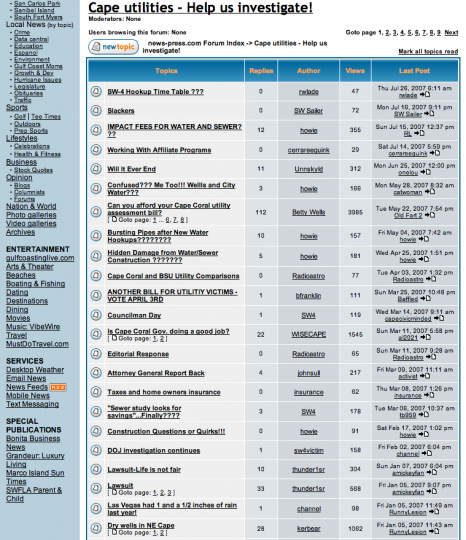 San Carlos Park
Sanibel Island
South Fort Myers
Local News (by topic)
Crime
Data central
Education
Espanol
Environment
Gulf Coast Moms
Growth & Dev
Hurricane Issues
Legislature
Obituaries
Traffic
Sports
Golf | Tee Times
Outdoors
Prep Sports
Lifestyles
Celebrations
Health & Fitness
Business
Stock Quotes
Opinion
Blogs
Columnists
Forums
Nation & World
Photo galleries
Video galleries
Archives
ENTERTAINMENT
gulfcoastingllve.com
Arts & Theater
Beaches
Boating & Fishing
Dating
Destinations
Dining
Movies
Music: VibeWire
Travel
MustDoTravel.com
SERVICES
Desktop Weather
Email News
News Feeds RSS
Mobile News
Text Messaging
SPECIAL
PUBLICATIONS
Bonita Business
News
Grandeur: Luxury
Living
Marco Island Sun
Times
SWFLA Parent &
Child
Cape utilities - Help us investigate!
Moderators: None
Users browsing this forum: None
Goto page 1, 2, 3, 4, 5, 6, 7, 8, 9 Next
newtopic
news-press.com Forum Index -> Cape utilities - Help us
investigate!
Mark all topics read
Topics Replies Author Views Last Post
SW-4 Hookup Time Table ??? 0 rwlade 47 Thu Jul 26, 2007 6:11 am
rwlade
Slackers 0 SW Sailer 72 Mon Jul 16, 2007 9:11 pm
SW Sailer
IMPACT FEES FOR WATER AND SEWER?
?? 12 howie 355 Sun Jul 15, 2007 12:37 pm
RL
Working With Affiliate Programs 0 cerrareequink 29 Sat Jul 14, 2007 5:59 pm
cerrareequink
Will It Ever End 11 Unnskyld 312 Mon Jun 25, 2007 12:00 pm
onelou
Confused??? Me Too!!! Wellls and City
Water??? 3 howie 166 Mon May 28, 2007 8:32 am
catwoman
Can you afford your Cape Coral utility
assessment bill?
[ Goto page: 1 ... 6, 7, 8 ] 112 Betty Wells 3985 Tue May 22, 2007 7:54 pm
Old Fart 2
Bursting Pipes after New Water
Hookups???????? 10 howie 157 Fri May 04, 2007 7:42 am
howie
Hidden Damage from Water/Sewer
Construction ??????? 5 howie 181 Wed Apr 25, 2007 1:51 pm
howie
Cape Coral and BSU Utility Comparisons 0 Radioastro 77 Tue Apr 03, 2007 1:32 pm
Radioastro
ANOTHER BILL FOR UTILITIY VICTIMS -
VOTE APRIL 3RD 1 bfranklin 111 Sun Mar 25, 2007 10:48 pm
Baffled
Councilman Day 1 SW4 119 Wed Mar 14, 2007 9:11 am
capecivicminded
Is Cape Coral Gov. doing a good job?
[ Goto page: 1, 2 ] 22 WISECAPE 1545 Sun Mar 11, 2007 5:58 pm
al2021
Editorial Response 0 Radioastro 65 Sun Mar 11, 2007 9:28 am
Radioastro
Attorney General Report Back 4 johnsult 217 Fri Mar 09, 2007 11:11 am
activist
Taxes and home owners insurance 0 insurance 62 Thu Mar 08, 2007 1:26 pm
insurance
"Sewer study looks for
savings"...Finally???? 3 SW4 178 Tue Mar 06, 2007 10:37 am
tb959
Construction Questions or Quirks!!! 0 howie 91 Sat Feb 17, 2007 1:02 pm
howie
DOJ investigation continues 1 sw4victim 158 Fri Feb 02, 2007 6:04 pm
channel
Lawsuit-Life is not fair 10 thunder1sr 304 Sun Jan 07, 2007 6:04 pm
amickeyfan
Lawsuit
[ Goto page: 1, 2, 3 ] 33 thunder1sr 568 Fri Jan 05, 2007 9:07 pm
amickeyfan
Las Vegas had 1 and a 1/2 inches of rain
last year! 1 channel 98 Fri Jan 05, 2007 11:49 am
RunnyLesion
Dry wells in NE Cape
[ Goto page: 1, 2 ] 28 kerbear 1062 Fri Jan 05, 2007 11:43 am
RunnyLesion